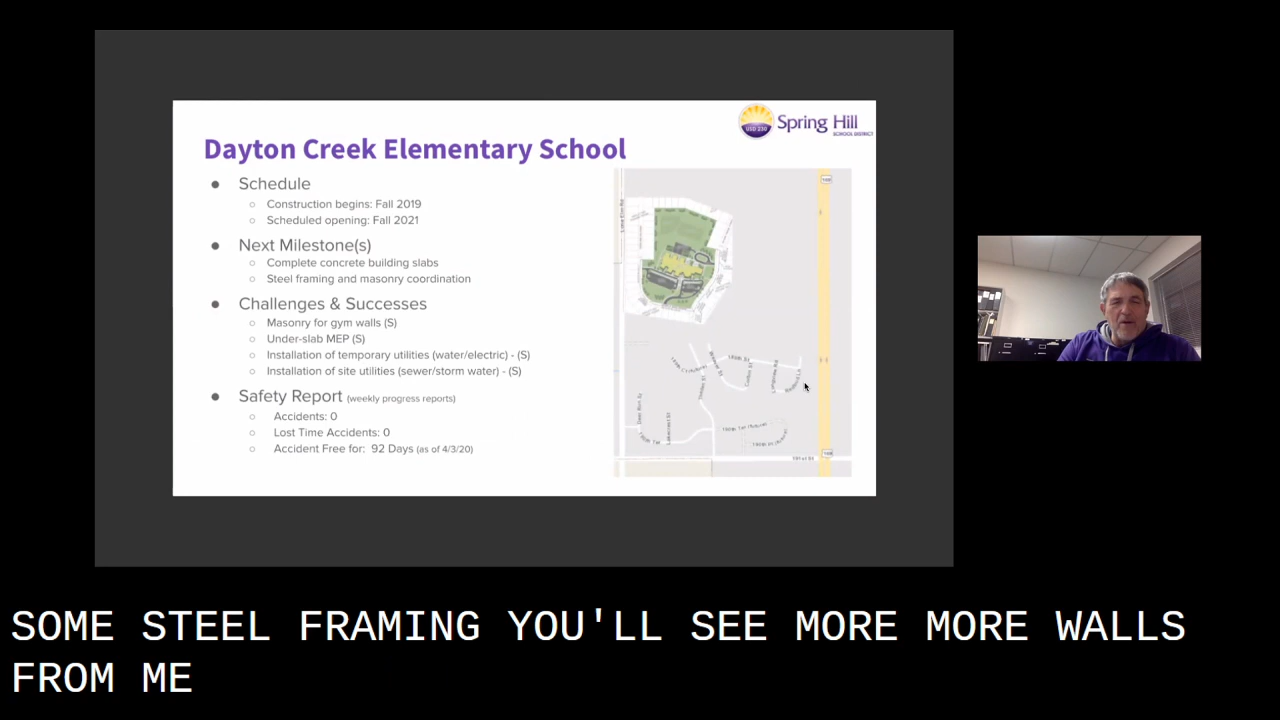 USD 230
Spring Hill
SCHOOL DISTRICT
Dayton Creek Elementary School
● Schedule
○ Construction begins: Fall 2019
○ Scheduled opening: Fall 2021
● Next Milestone(s)
○ Complete concrete building slabs
○ Steel framing and masonry coordination
● Challenges & Successes
○ Masonry for gym walls (S)
○ Under-slab MEP (S)
○ Installation of temporary utilities (water/electric) - (S)
○ Installation of site utilities (sewer/storm water) - (S)
● Safety Report (weekly progress reports)
○ Accidents: 0
○ Lost Time Accidents: 0
○ Accident Free for: 92 Days (as of 4/3/20)
169
169
SOME STEEL FRAMING YOU'LL SEE MORE MORE WALLS
FROM ME